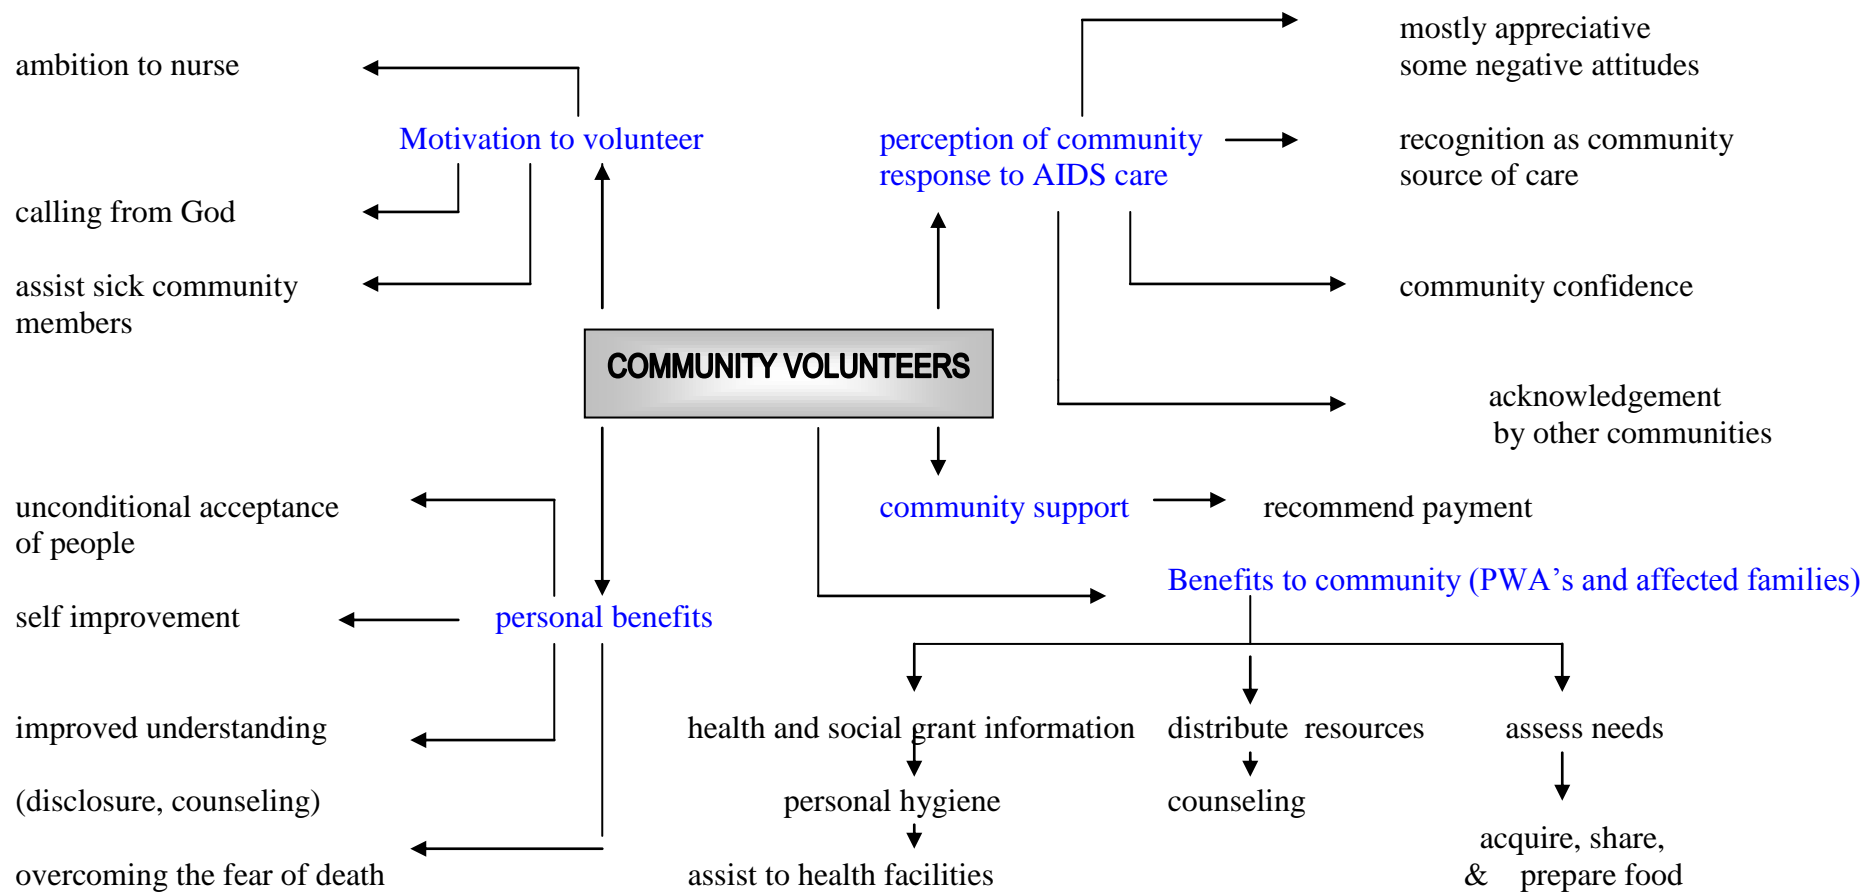 mostly appreciative
some negative attitudes
ambition to nurse
Motivation to volunteer
perception of community
response to AIDS care
recognition as community
source of care
calling from God
assist sick community
members
community confidence
COMMUNITY VOLUNTEERS
acknowledgement
by other communities
unconditional acceptance
of people
community support
recommend payment
Benefits to community (PWA's and affected families)
self improvement
personal benefits
improved understanding
(disclosure, counseling)
overcoming the fear of death
health and social grant information
distribute resources
assess needs
personal hygiene
counseling
acquire, share,
& prepare food
assist to health facilities